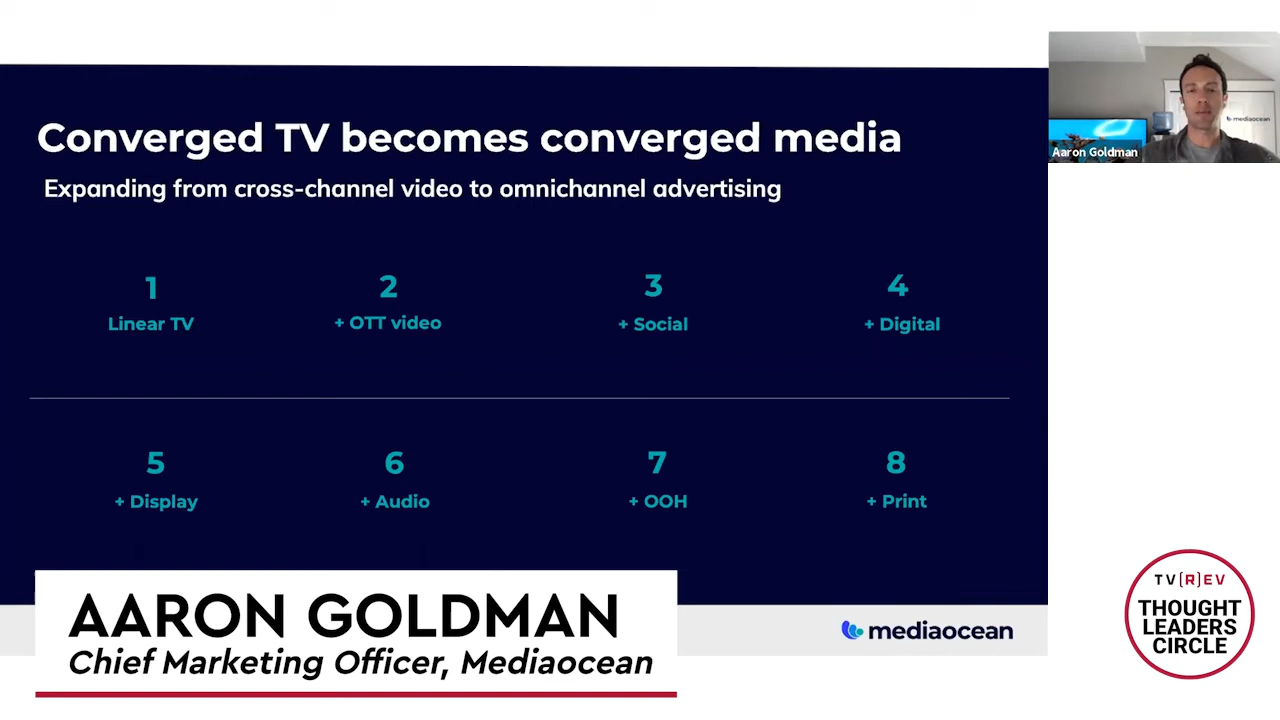 Converged TV becomes converged media
Expanding from cross-channel video to omnichannel advertising
1
Linear TV
2
+ OTT video
3
+ Social
4
+ Digital
5
+ Display
6
+ Audio
7
+ OOH
8
+ Print
mediaocean
Aaron Goldman
mediaocean
AARON GOLDMAN
Chief Marketing Officer, Mediaocean
TV[R]EV
THOUGHT
LEADERS
CIRCLE